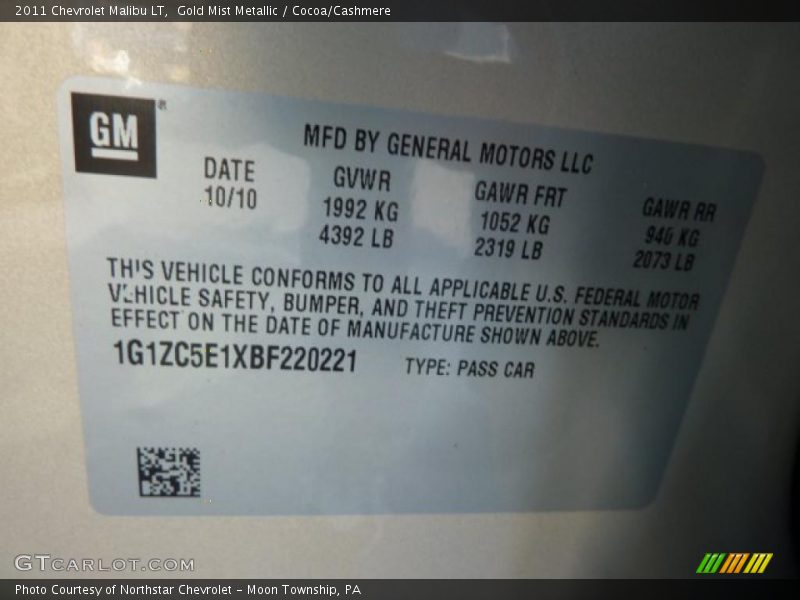 2011 Chevrolet Malibu LT, Gold Mist Metallic / Cocoa/Cashmere
GM ®
MFD BY GENERAL MOTORS LLC
DATE GVWR GAWR FRT GAWR RR
10/10 1992 KG 1052 KG 940 KG
4392 LB 2319 LB 2073 LB
THIS VEHICLE CONFORMS TO ALL APPLICABLE U.S. FEDERAL MOTOR
VEHICLE SAFETY, BUMPER, AND THEFT PREVENTION STANDARDS IN
EFFECT ON THE DATE OF MANUFACTURE SHOWN ABOVE.
1G1ZC5E1XBF220221 TYPE: PASS CAR
GTCARLOT.COM
Photo Courtesy of Northstar Chevrolet - Moon Township, PA